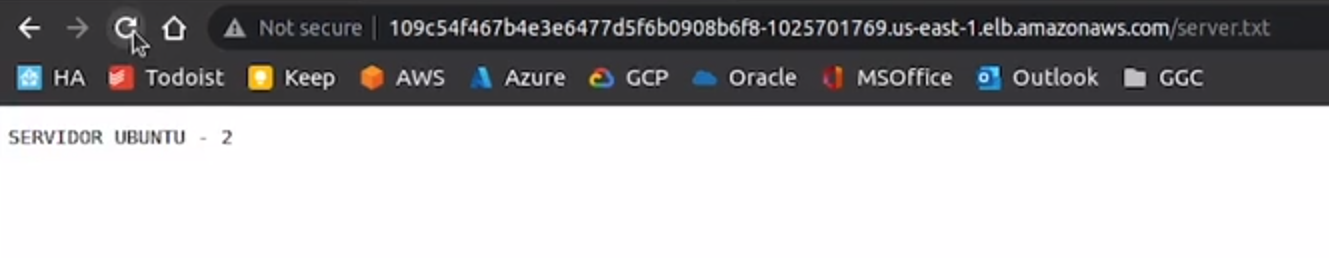 Not secure 109c54f467b4e3e6477d5f6b0908b6f8-1025701769.us-east-1.elb.amazonaws.com/server.txt
HA Todoist Keep AWS Azure GCP Oracle MSOffice Outlook GGC
SERVIDOR UBUNTU - 2